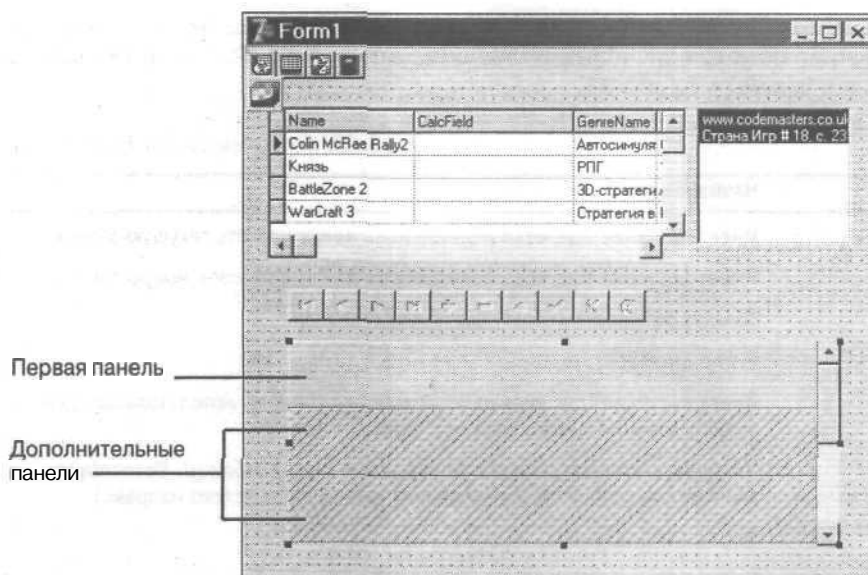 Form1
Name CalcField GenreName
Colin McRae Rally2 Автосимуля
Князь РПГ
BattleZone 2 3D-стратеги
WarCraft 3 Стратегия в
www.codemasters.co.uk
Страна Игр # 18, с. 23
Первая панель
Дополнительные
панели